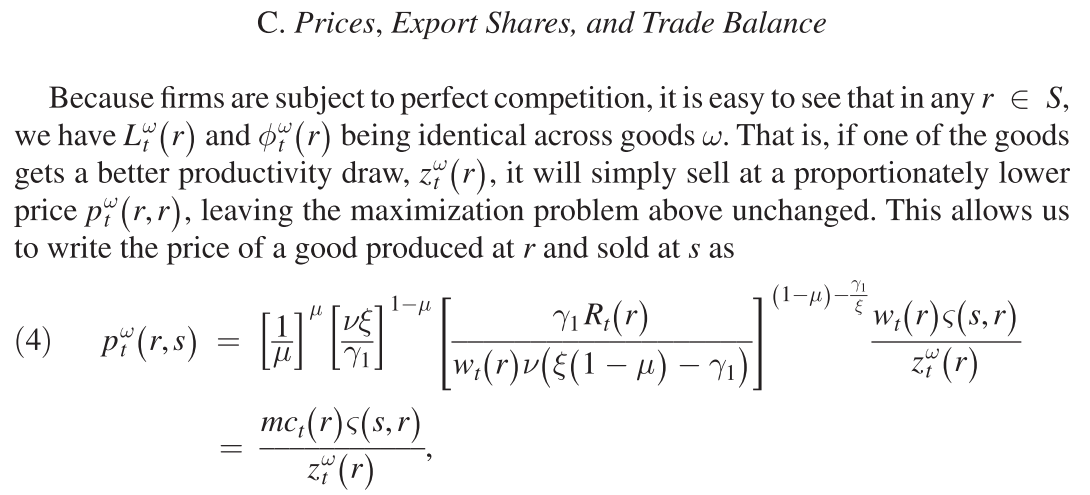 C. Prices, Export Shares, and Trade Balance
Because firms are subject to perfect competition, it is easy to see that in any r ∈ S,
we have L_t^ω(r) and ϕ_t^ω(r) being identical across goods ω. That is, if one of the goods
gets a better productivity draw, z_t^ω(r), it will simply sell at a proportionately lower
price p_t^ω(r,r), leaving the maximization problem above unchanged. This allows us
to write the price of a good produced at r and sold at s as
(4) p_t^ω(r,s) = [1/μ]^μ [νξ/γ_1]^{1−μ} [γ_1 R_t(r) / (w_t(r)ν(ξ(1 − μ) − γ_1))]^{(1−μ)−γ_1/ξ} w_t(r)ς(s,r) / z_t^ω(r)
= mc_t(r)ς(s,r) / z_t^ω(r),